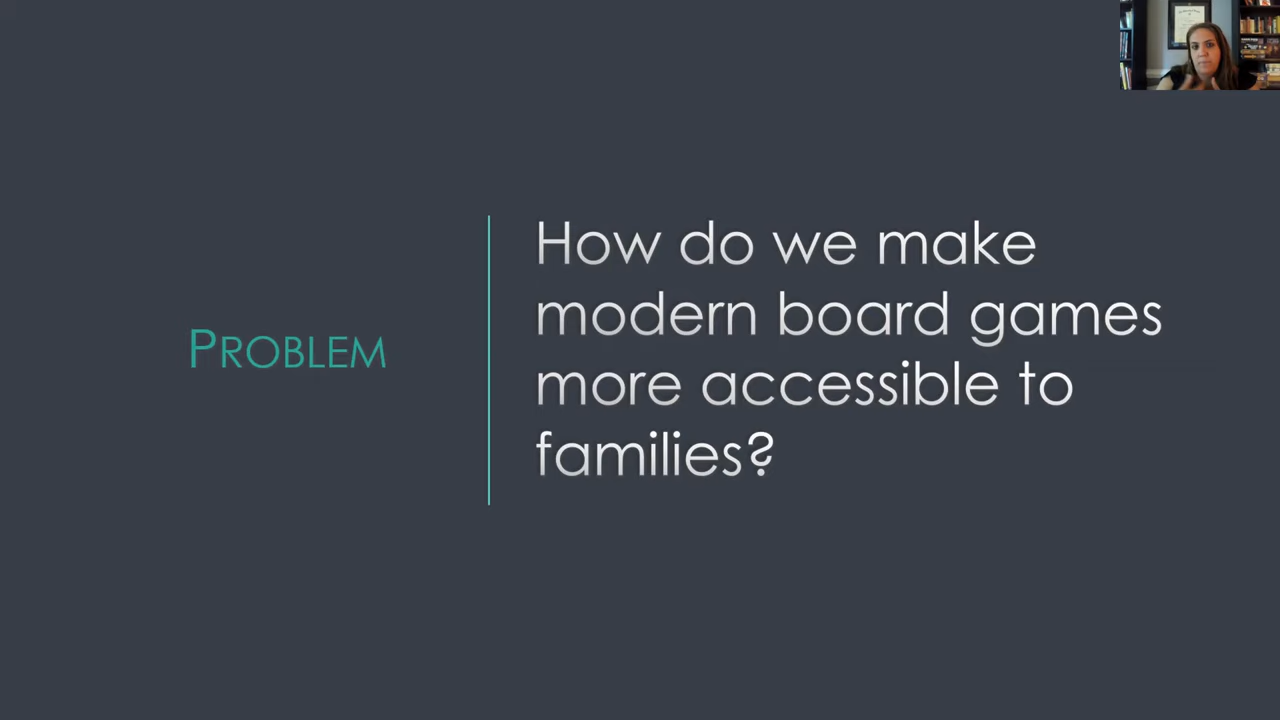 PROBLEM
How do we make
modern board games
more accessible to
families?